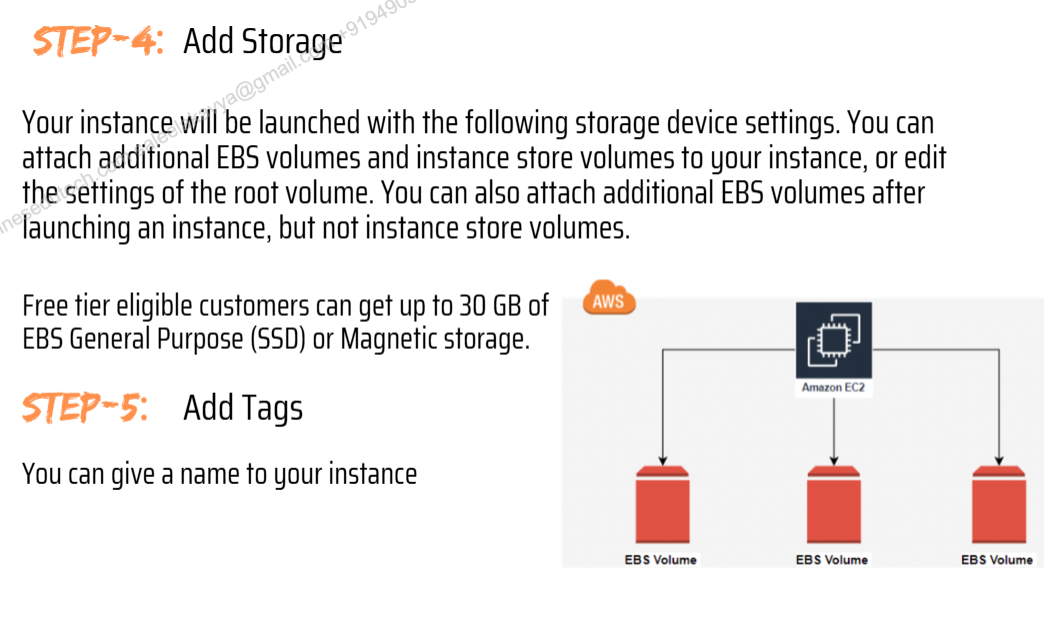 STEP-4: Add Storage
Your instance will be launched with the following storage device settings. You can
attach additional EBS volumes and instance store volumes to your instance, or edit
the settings of the root volume. You can also attach additional EBS volumes after
launching an instance, but not instance store volumes.
Free tier eligible customers can get up to 30 GB of
EBS General Purpose (SSD) or Magnetic storage.
AWS
Amazon EC2
STEP-5: Add Tags
You can give a name to your instance
EBS Volume EBS Volume EBS Volume